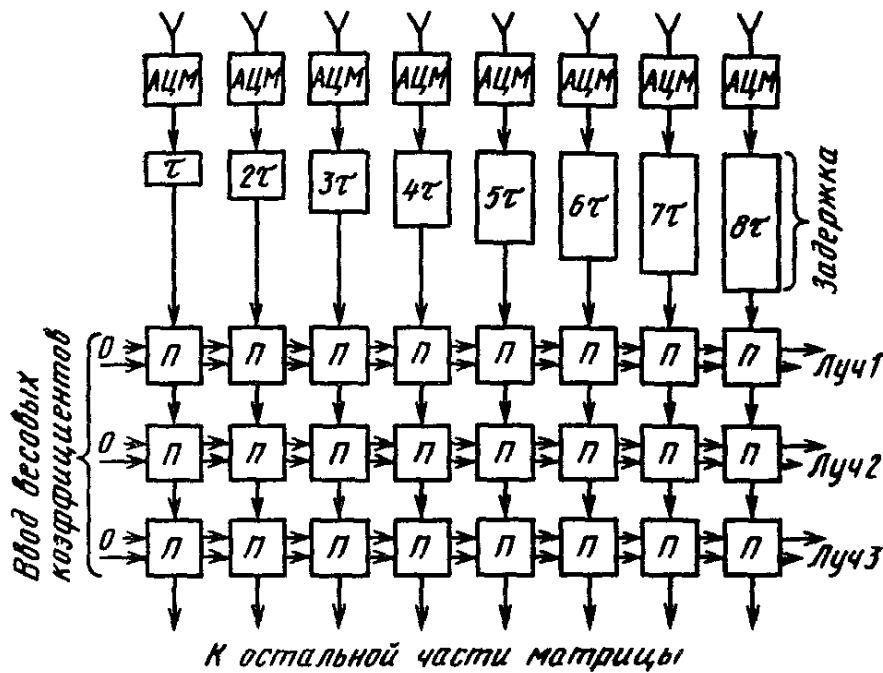 АЦМ АЦМ АЦМ АЦМ АЦМ АЦМ АЦМ АЦМ
τ 2τ 3τ 4τ 5τ 6τ 7τ 8τ
Задержка
Ввод весовых
коэффициентов
0 П П П П П П П П Луч1
0 П П П П П П П П Луч2
0 П П П П П П П П Луч3
К остальной части матрицы